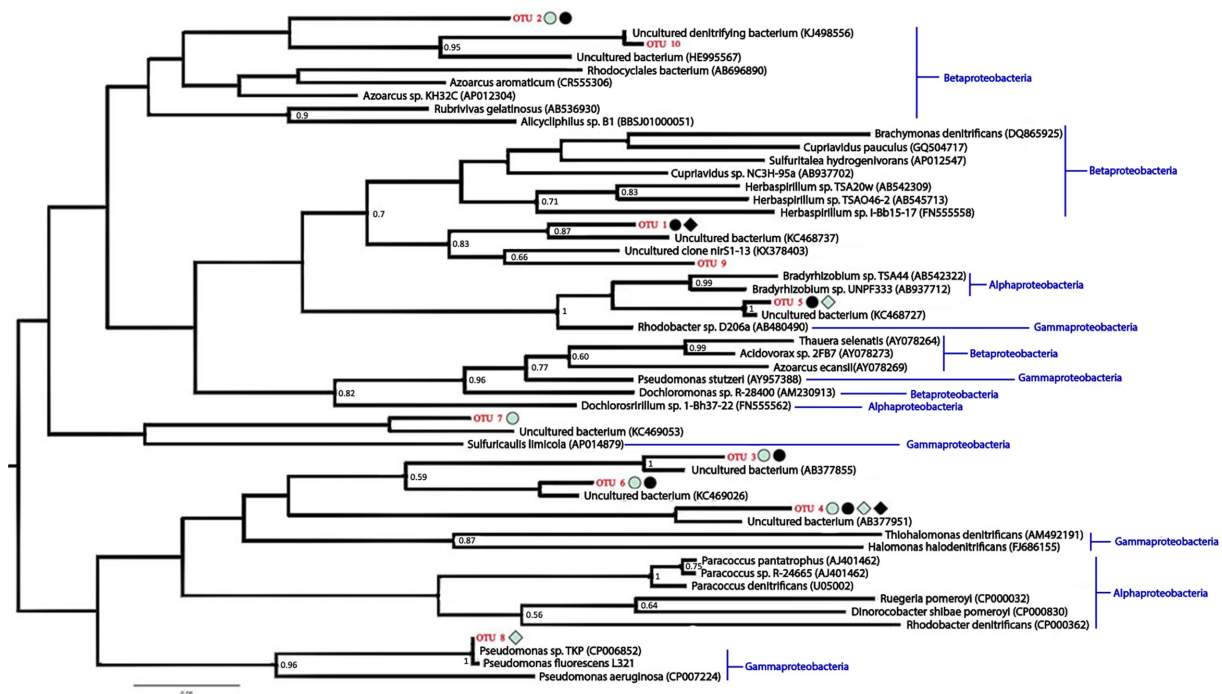 OTU 2
Uncultured denitrifying bacterium (KJ498556)
OTU 10
0.95
Uncultured bacterium (HE995567)
Rhodocyclales bacterium (AB696890)
Betaproteobacteria
Azoarcus aromaticum (CR555306)
Azoarcus sp. KH32C (AP012304)
Rubrivivas gelatinosus (AB536930)
0.9
Alicycliphilus sp. B1 (BBSJ01000051)
Brachymonas denitrificans (DQ865925)
Cupriavidus pauculus (GQ504717)
Sulfuritalea hydrogenivorans (AP012547)
Cupriavidus sp. NC3H-95a (AB937702)
Betaproteobacteria
Herbaspirillum sp. TSA20w (AB542309)
0.83
Herbaspirillum sp. TSAO46-2 (AB545713)
0.71
Herbaspirillum sp. I-Bb15-17 (FN555558)
0.7
OTU 1
0.87
Uncultured bacterium (KC468737)
0.83
Uncultured clone nirS1-13 (KX378403)
0.66
OTU 9
Bradyrhizobium sp. TSA44 (AB542322)
0.99
Alphaproteobacteria
Bradyrhizobium sp. UNPF333 (AB937712)
OTU 5
1
Uncultured bacterium (KC468727)
1
Rhodobacter sp. D206a (AB480490)
Gammaproteobacteria
Thauera selenatis (AY078264)
0.99
Acidovorax sp. 2FB7 (AY078273)
Betaproteobacteria
0.60
Azoarcus ecansii(AY078269)
0.77
Pseudomonas stutzeri (AY957388)
Gammaproteobacteria
0.96
Dochloromonas sp. R-28400 (AM230913)
Betaproteobacteria
0.82
Dochlorosririllum sp. 1-Bh37-22 (FN555562)
Alphaproteobacteria
OTU 7
Uncultured bacterium (KC469053)
Sulfuricaulis limicola (AP014879)
Gammaproteobacteria
OTU 3
1
Uncultured bacterium (AB377855)
0.59
OTU 6
Uncultured bacterium (KC469026)
OTU 4
Uncultured bacterium (AB377951)
Thiohalomonas denitrificans (AM492191)
0.87
Gammaproteobacteria
Halomonas halodenitrificans (FJ686155)
Paracoccus pantatrophus (AJ401462)
0.75
Paracoccus sp. R-24665 (AJ401462)
1
Paracoccus denitrificans (U05002)
Alphaproteobacteria
Ruegeria pomeroyi (CP000032)
0.64
Dinorocobacter shibae pomeroyi (CP000830)
0.56
Rhodobacter denitrificans (CP000362)
OTU 8
Pseudomonas sp. TKP (CP006852)
1
Pseudomonas fluorescens L321
0.96
Gammaproteobacteria
Pseudomonas aeruginosa (CP007224)